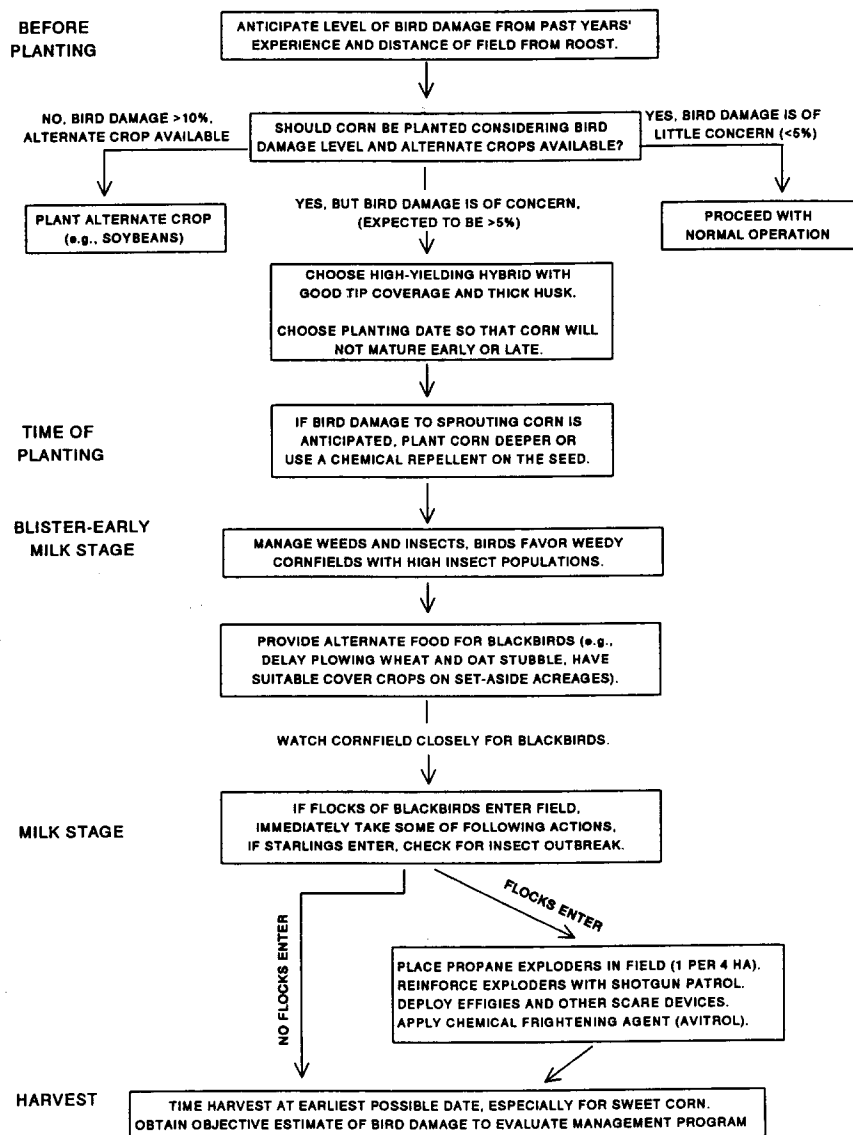 BEFORE
PLANTING
ANTICIPATE LEVEL OF BIRD DAMAGE FROM PAST YEARS'
EXPERIENCE AND DISTANCE OF FIELD FROM ROOST.
NO, BIRD DAMAGE >10%,
ALTERNATE CROP AVAILABLE
SHOULD CORN BE PLANTED CONSIDERING BIRD
DAMAGE LEVEL AND ALTERNATE CROPS AVAILABLE?
YES, BIRD DAMAGE IS OF
LITTLE CONCERN (<5%)
PLANT ALTERNATE CROP
(e.g., SOYBEANS)
YES, BUT BIRD DAMAGE IS OF CONCERN,
(EXPECTED TO BE >5%)
PROCEED WITH
NORMAL OPERATION
CHOOSE HIGH-YIELDING HYBRID WITH
GOOD TIP COVERAGE AND THICK HUSK.
CHOOSE PLANTING DATE SO THAT CORN WILL
NOT MATURE EARLY OR LATE.
TIME OF
PLANTING
IF BIRD DAMAGE TO SPROUTING CORN IS
ANTICIPATED, PLANT CORN DEEPER OR
USE A CHEMICAL REPELLENT ON THE SEED.
BLISTER-EARLY
MILK STAGE
MANAGE WEEDS AND INSECTS, BIRDS FAVOR WEEDY
CORNFIELDS WITH HIGH INSECT POPULATIONS.
PROVIDE ALTERNATE FOOD FOR BLACKBIRDS (e.g.,
DELAY PLOWING WHEAT AND OAT STUBBLE, HAVE
SUITABLE COVER CROPS ON SET-ASIDE ACREAGES).
WATCH CORNFIELD CLOSELY FOR BLACKBIRDS.
MILK STAGE
IF FLOCKS OF BLACKBIRDS ENTER FIELD,
IMMEDIATELY TAKE SOME OF FOLLOWING ACTIONS,
IF STARLINGS ENTER, CHECK FOR INSECT OUTBREAK.
NO FLOCKS ENTER
FLOCKS ENTER
PLACE PROPANE EXPLODERS IN FIELD (1 PER 4 HA).
REINFORCE EXPLODERS WITH SHOTGUN PATROL.
DEPLOY EFFIGIES AND OTHER SCARE DEVICES.
APPLY CHEMICAL FRIGHTENING AGENT (AVITROL).
HARVEST
TIME HARVEST AT EARLIEST POSSIBLE DATE, ESPECIALLY FOR SWEET CORN.
OBTAIN OBJECTIVE ESTIMATE OF BIRD DAMAGE TO EVALUATE MANAGEMENT PROGRAM